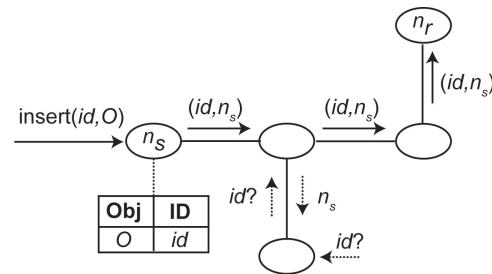 n_r
(id,n_s)
(id,n_s)
(id,n_s)
insert(id,O)
n_s
id?
n_s
Obj ID
O id
id?